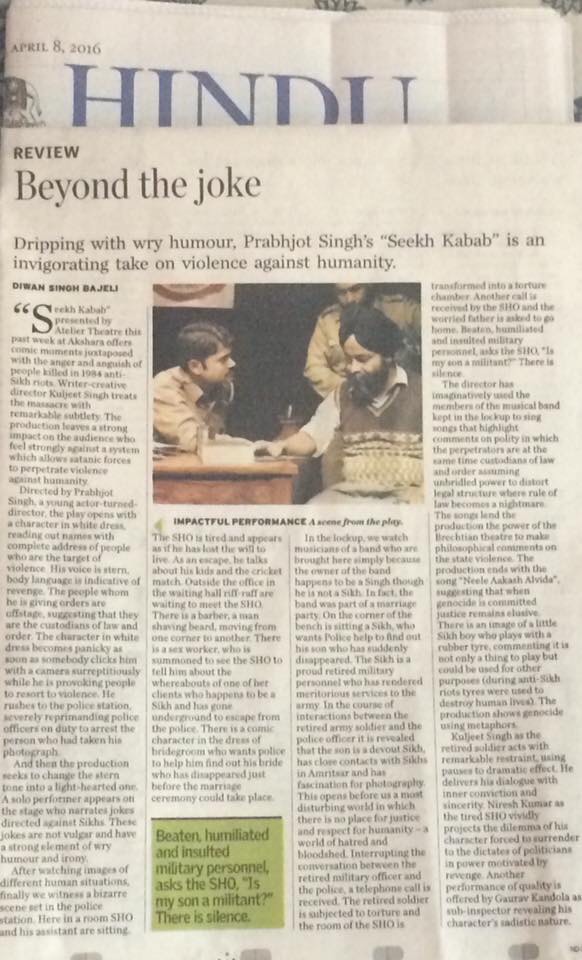 APRIL 8, 2016
HINDU
REVIEW
Beyond the joke
Dripping with wry humour, Prabhjot Singh's “Seekh Kabab” is an
invigorating take on violence against humanity.
DIWAN SINGH BAJELI
“Seekh Kabab”
presented by
Atelier Theatre this
past week at Akshara offers
comic moments juxtaposed
with the anger and anguish of
people killed in 1984 anti-
Sikh riots. Writer-creative
director Kuljeet Singh treats
the massacre with
remarkable subtlety. The
production leaves a strong
impact on the audience who
feel strongly against a system
which allows satanic forces
to perpetrate violence
against humanity.
Directed by Prabhjot
Singh, a young actor-turned-
director, the play opens with
a character in white dress,
reading out names with
complete address of people
who are the target of
violence. His voice is stern,
body language is indicative of
revenge. The people whom
he is giving orders are
offstage, suggesting that they
are the custodians of law and
order. The character in white
dress becomes panicky as
soon as somebody clicks him
with a camera surreptitiously
while he is provoking people
to resort to violence. He
rushes to the police station,
severely reprimanding police
officers on duty to arrest the
person who had taken his
photograph.
And then the production
seeks to change the stern
tone into a light-hearted one.
A solo performer appears on
the stage who narrates jokes
directed against Sikhs. These
jokes are not vulgar and have
a strong element of wry
humour and irony.
After watching images of
different human situations,
finally we witness a bizarre
scene set in the police
station. Here in a room SHO
and his assistant are sitting.
IMPACTFUL PERFORMANCE A scene from the play.
The SHO is tired and appears
as if he has lost the will to
live. As an escape, he talks
about his kids and the cricket
match. Outside the office in
the waiting hall riff-raff are
waiting to meet the SHO.
There is a barber, a man
shaving beard, moving from
one corner to another. There
is a sex worker, who is
summoned to see the SHO to
tell him about the
whereabouts of one of her
clients who happens to be a
Sikh and has gone
underground to escape from
the police. There is a comic
character in the dress of
bridegroom who wants police
to help him find out his bride
who has disappeared just
before the marriage
ceremony could take place.
Beaten, humiliated
and insulted
military personnel,
asks the SHO, “Is
my son a militant?”
There is silence.
In the lockup, we watch
musicians of a band who are
brought here simply because
the owner of the band
happens to be a Singh though
he is not a Sikh. In fact, the
band was part of a marriage
party. On the corner of the
bench is sitting a Sikh, who
wants Police help to find out
his son who has suddenly
disappeared. The Sikh is a
proud retired military
personnel who has rendered
meritorious services to the
army. In the course of
interactions between the
retired army soldier and the
police officer it is revealed
that the son is a devout Sikh,
has close contacts with Sikhs
in Amritsar and has
fascination for photography.
This opens before us a most
disturbing world in which
there is no place for justice
and respect for humanity – a
world of hatred and
bloodshed. Interrupting the
conversation between the
retired military officer and
the police, a telephone call is
received. The retired soldier
is subjected to torture and
the room of the SHO is
transformed into a torture
chamber. Another call is
received by the SHO and the
worried father is asked to go
home. Beaten, humiliated
and insulted military
personnel, asks the SHO, “Is
my son a militant?” There is
silence.
The director has
imaginatively used the
members of the musical band
kept in the lockup to sing
songs that highlight
comments on polity in which
the perpetrators are at the
same time custodians of law
and order assuming
unbridled power to distort
legal structure where rule of
law becomes a nightmare.
The songs lend the
production the power of the
Brechtian theatre to make
philosophical comments on
the state violence. The
production ends with the
song “Neele Aakash Alvida”,
suggesting that when
genocide is committed
justice remains elusive.
There is an image of a little
Sikh boy who plays with a
rubber tyre, commenting it is
not only a thing to play but
could be used for other
purposes (during anti-Sikh
riots tyres were used to
destroy human lives). The
production shows genocide
using metaphors.
Kuljeet Singh as the
retired soldier acts with
remarkable restraint, using
pauses to dramatic effect. He
delivers his dialogue with
inner conviction and
sincerity. Niresh Kumar as
the tired SHO vividly
projects the dilemma of his
character forced to surrender
to the dictates of politicians
in power motivated by
revenge. Another
performance of quality is
offered by Gaurav Kandola as
sub-inspector revealing his
character's sadistic nature.